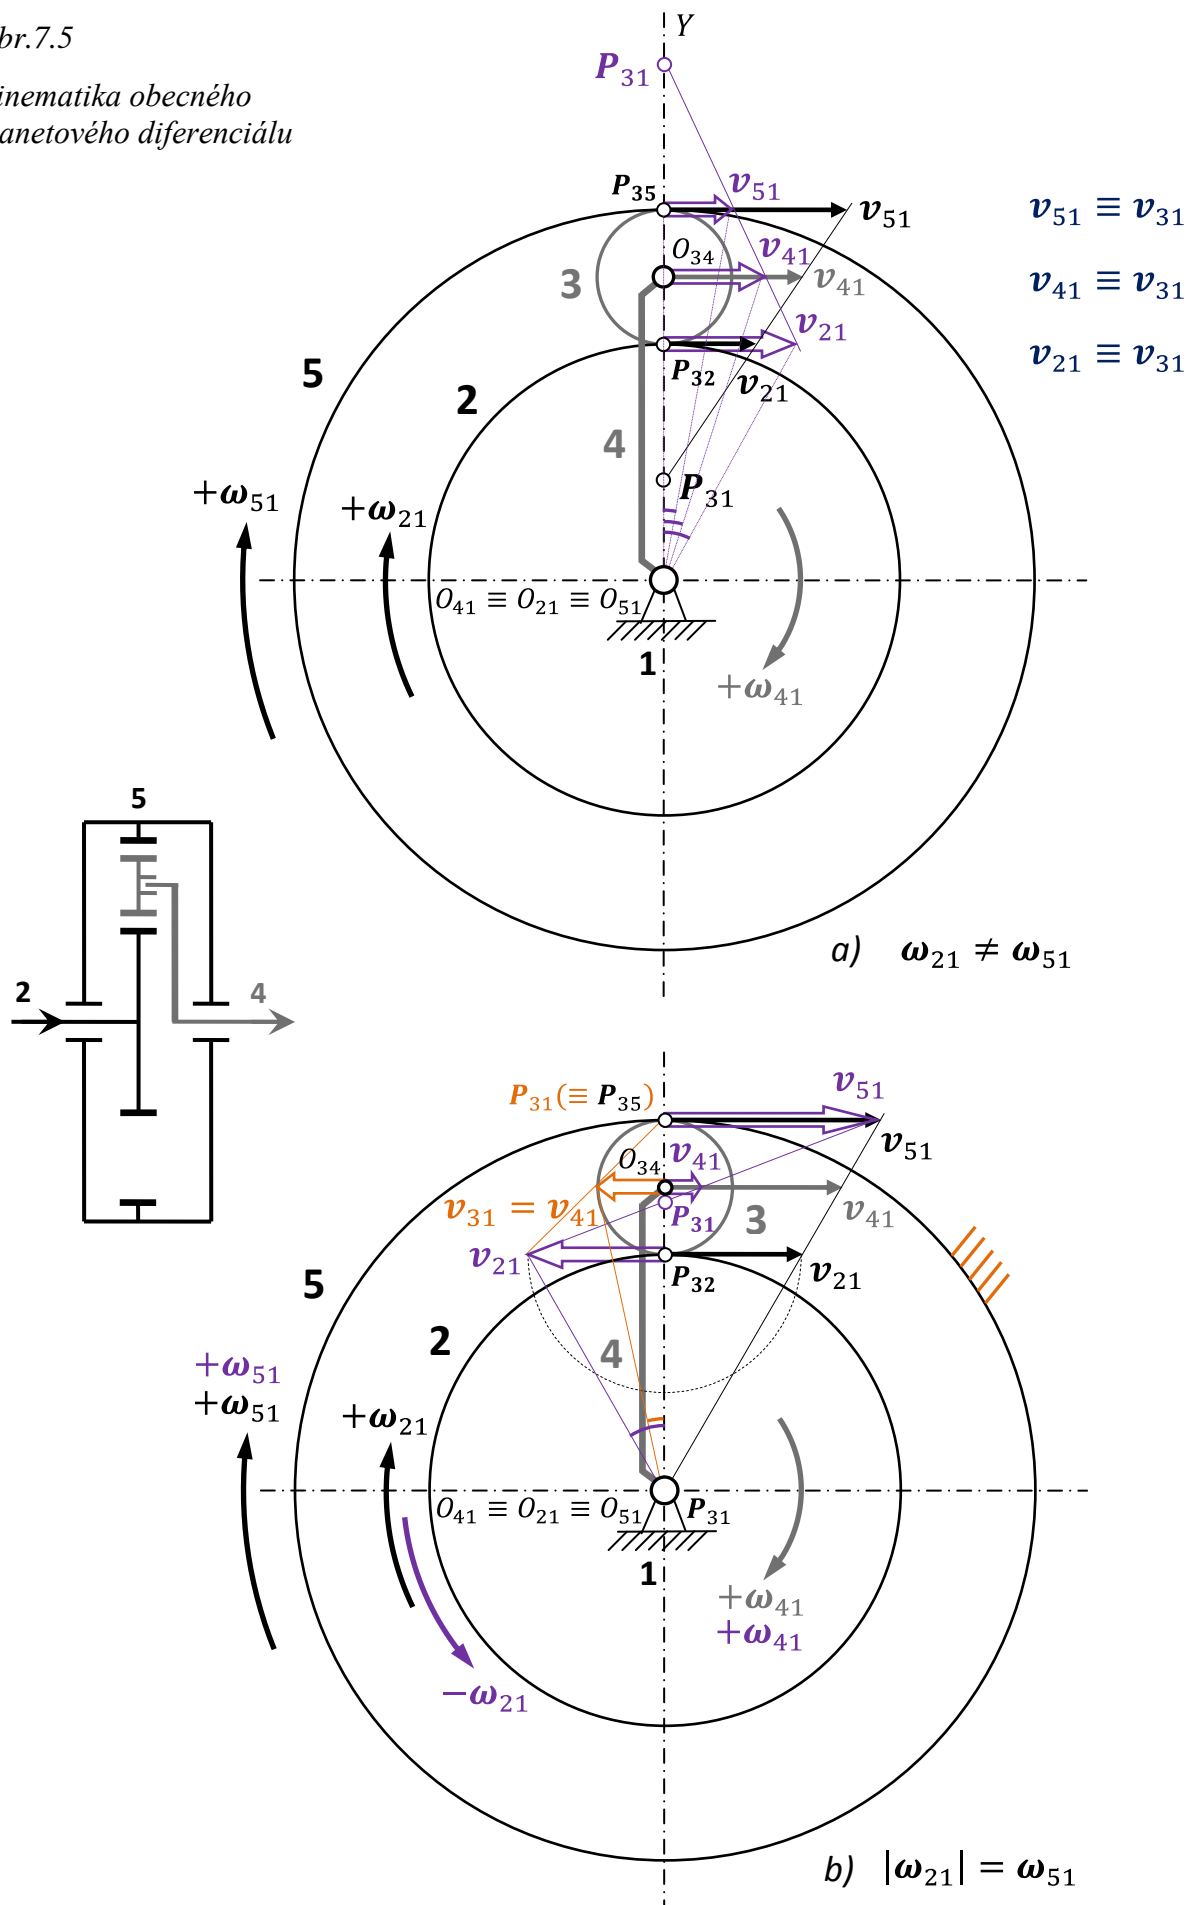 br.7.5
inematika obecného
anetového diferenciálu
Y
P₃₁
P₃₅
v₅₁
v₅₁
v₅₁ ≡ v₃₁
O₃₄
v₄₁
v₄₁
v₄₁ ≡ v₃₁
3
v₂₁
v₂₁ ≡ v₃₁
5
P₃₂
v₂₁
2
4
P₃₁
+ω₅₁
+ω₂₁
O₄₁ ≡ O₂₁ ≡ O₅₁
1
+ω₄₁
5
a) ω₂₁ ≠ ω₅₁
2
4
P₃₁(≡ P₃₅)
v₅₁
v₅₁
O₃₄
v₄₁
v₃₁ = v₄₁
P₃₁
3
v₄₁
v₂₁
P₃₂
v₂₁
5
2
4
+ω₅₁
+ω₅₁
+ω₂₁
O₄₁ ≡ O₂₁ ≡ O₅₁
P₃₁
1
+ω₄₁
+ω₄₁
−ω₂₁
b) |ω₂₁| = ω₅₁